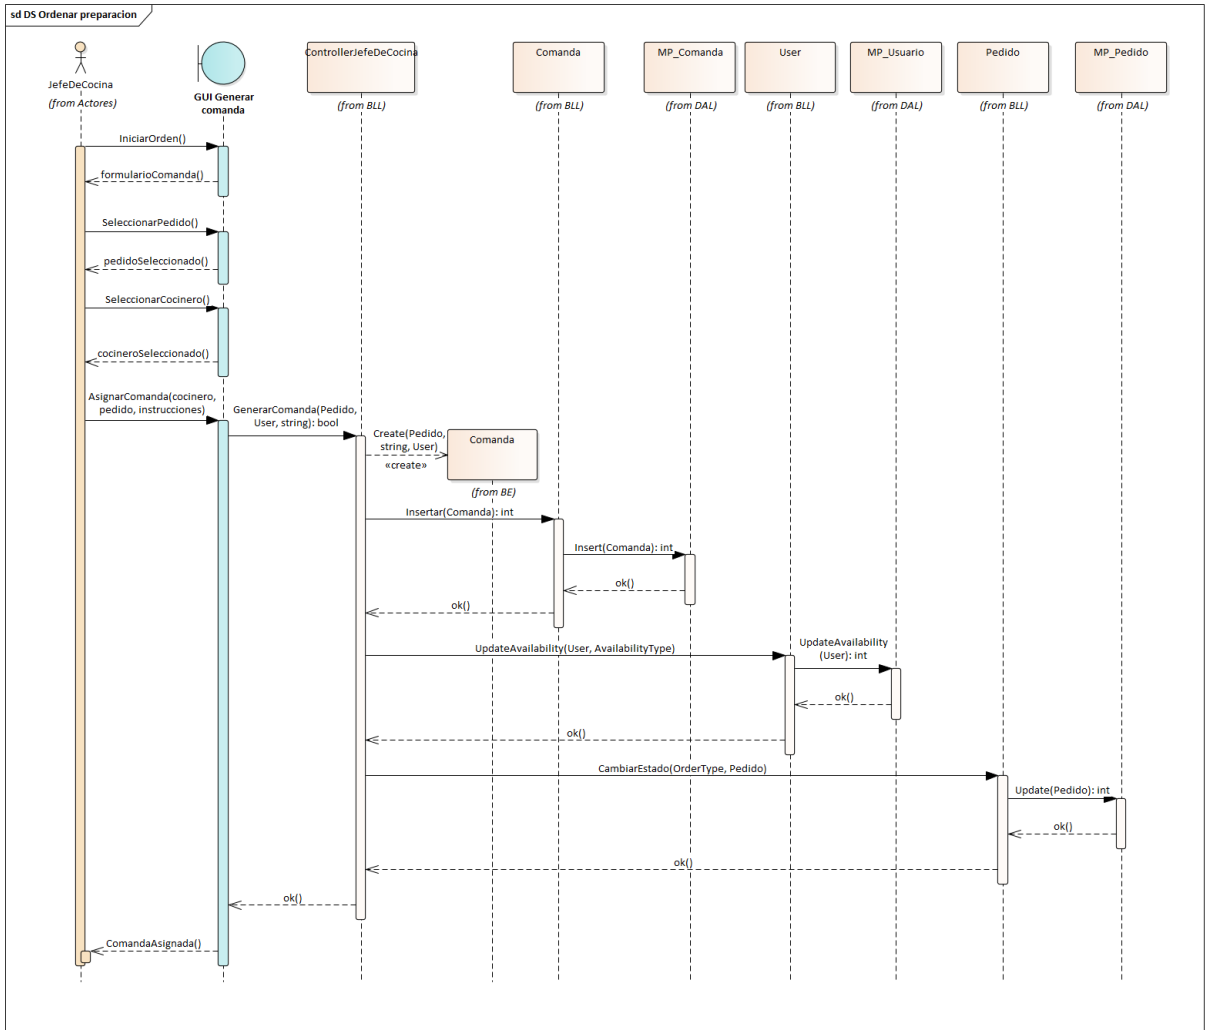 sd DS Ordenar preparacion
JefeDeCocina
(from Actores)
GUI Generar
comanda
ControllerJefeDeCocina
(from BLL)
Comanda
(from BLL)
MP_Comanda
(from DAL)
User
(from BLL)
MP_Usuario
(from DAL)
Pedido
(from BLL)
MP_Pedido
(from DAL)
IniciarOrden()
formularioComanda()
SeleccionarPedido()
pedidoSeleccionado()
SeleccionarCocinero()
cocineroSeleccionado()
AsignarComanda(cocinero,
pedido, instrucciones)
GenerarComanda(Pedido,
User, string): bool
Create(Pedido,
string, User)
«create»
Comanda
(from BE)
Insertar(Comanda): int
Insert(Comanda): int
ok()
ok()
UpdateAvailability(User, AvailabilityType)
UpdateAvailability
(User): int
ok()
ok()
CambiarEstado(OrderType, Pedido)
Update(Pedido): int
ok()
ok()
ok()
ComandaAsignada()